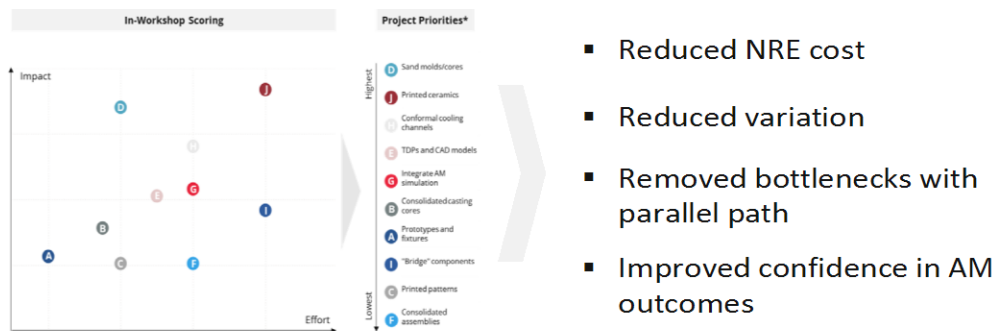 In-Workshop Scoring
Impact
D
J
H
G
E
I
B
A
C
F
Effort
Project Priorities*
Highest
Lowest
D Sand molds/cores
J Printed ceramics
H Conformal cooling
channels
E TDPs and CAD models
G Integrate AM
simulation
B Consolidated casting
cores
A Prototypes and
fixtures
I "Bridge" components
C Printed patterns
F Consolidated
assemblies
▪ Reduced NRE cost
▪ Reduced variation
▪ Removed bottlenecks with
parallel path
▪ Improved confidence in AM
outcomes